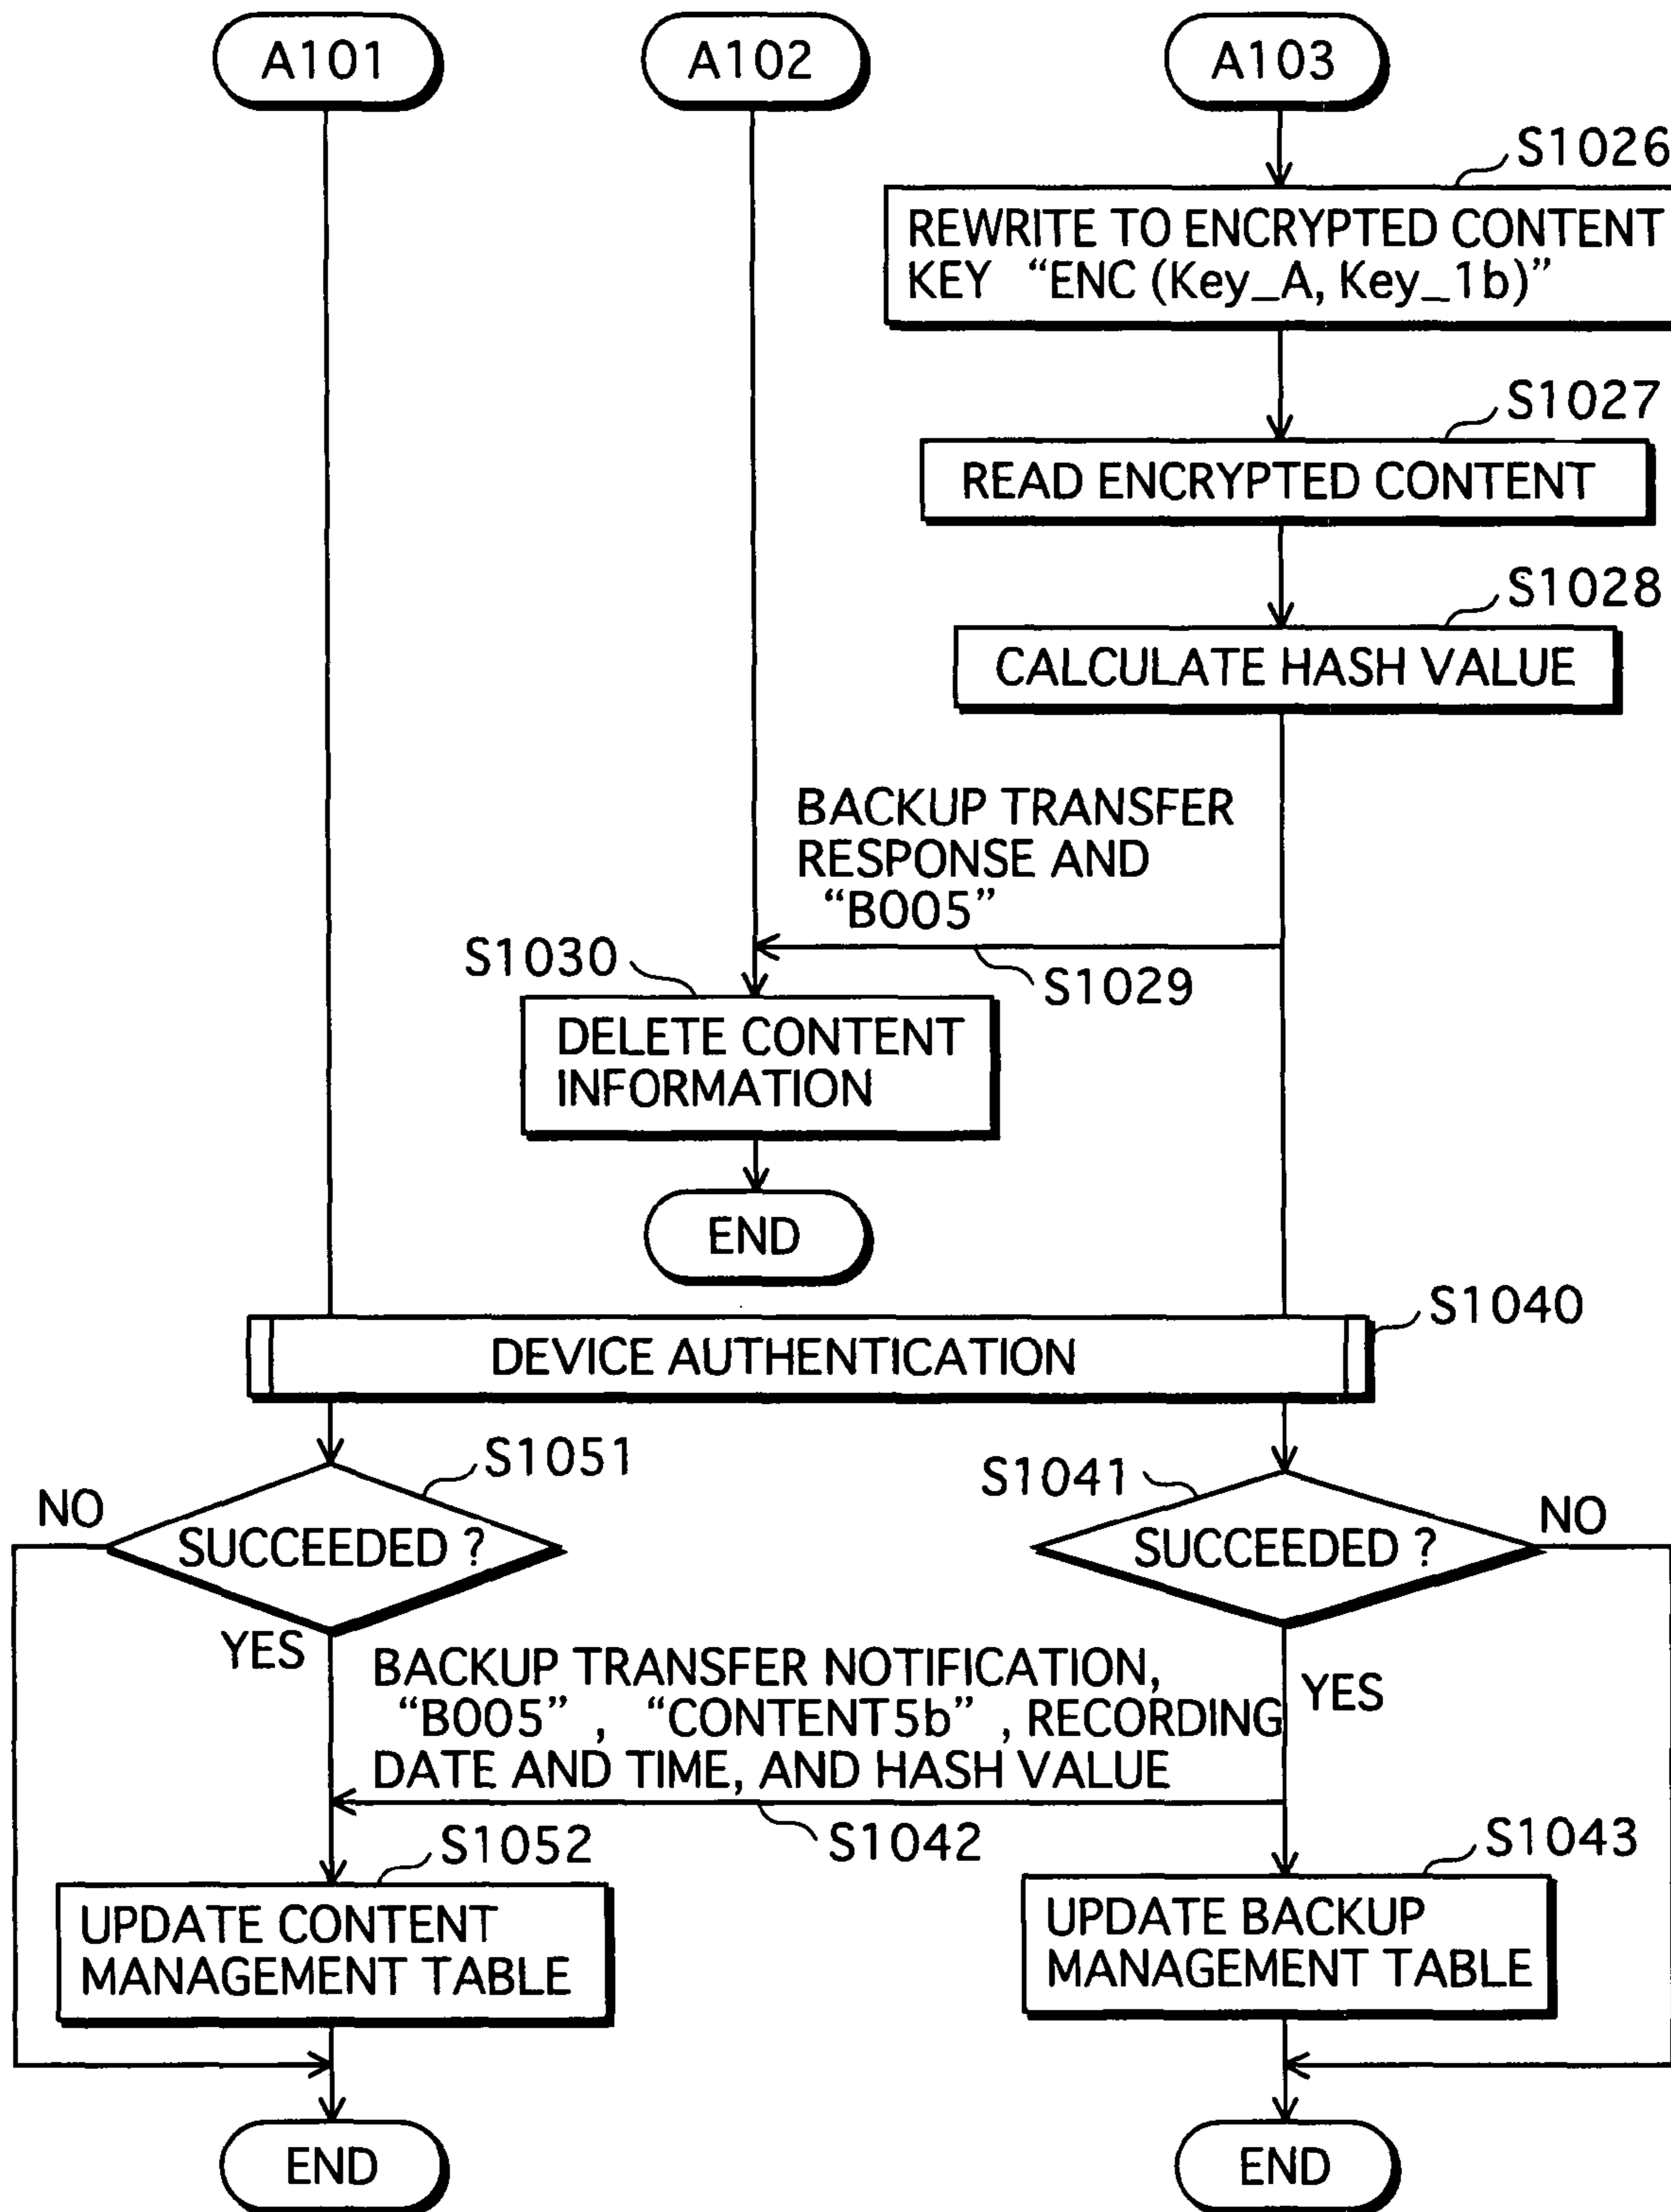 A101
A102
A103
S1026
REWRITE TO ENCRYPTED CONTENT
KEY “ENC (Key_A, Key_1b)”
S1027
READ ENCRYPTED CONTENT
S1028
CALCULATE HASH VALUE
BACKUP TRANSFER
RESPONSE AND
“B005”
S1030
S1029
DELETE CONTENT
INFORMATION
END
S1040
DEVICE AUTHENTICATION
S1051
S1041
NO
SUCCEEDED ?
SUCCEEDED ?
NO
YES
YES
BACKUP TRANSFER NOTIFICATION,
“B005” , “CONTENT5b” , RECORDING
DATE AND TIME, AND HASH VALUE
S1052
S1042
S1043
UPDATE CONTENT
MANAGEMENT TABLE
UPDATE BACKUP
MANAGEMENT TABLE
END
END